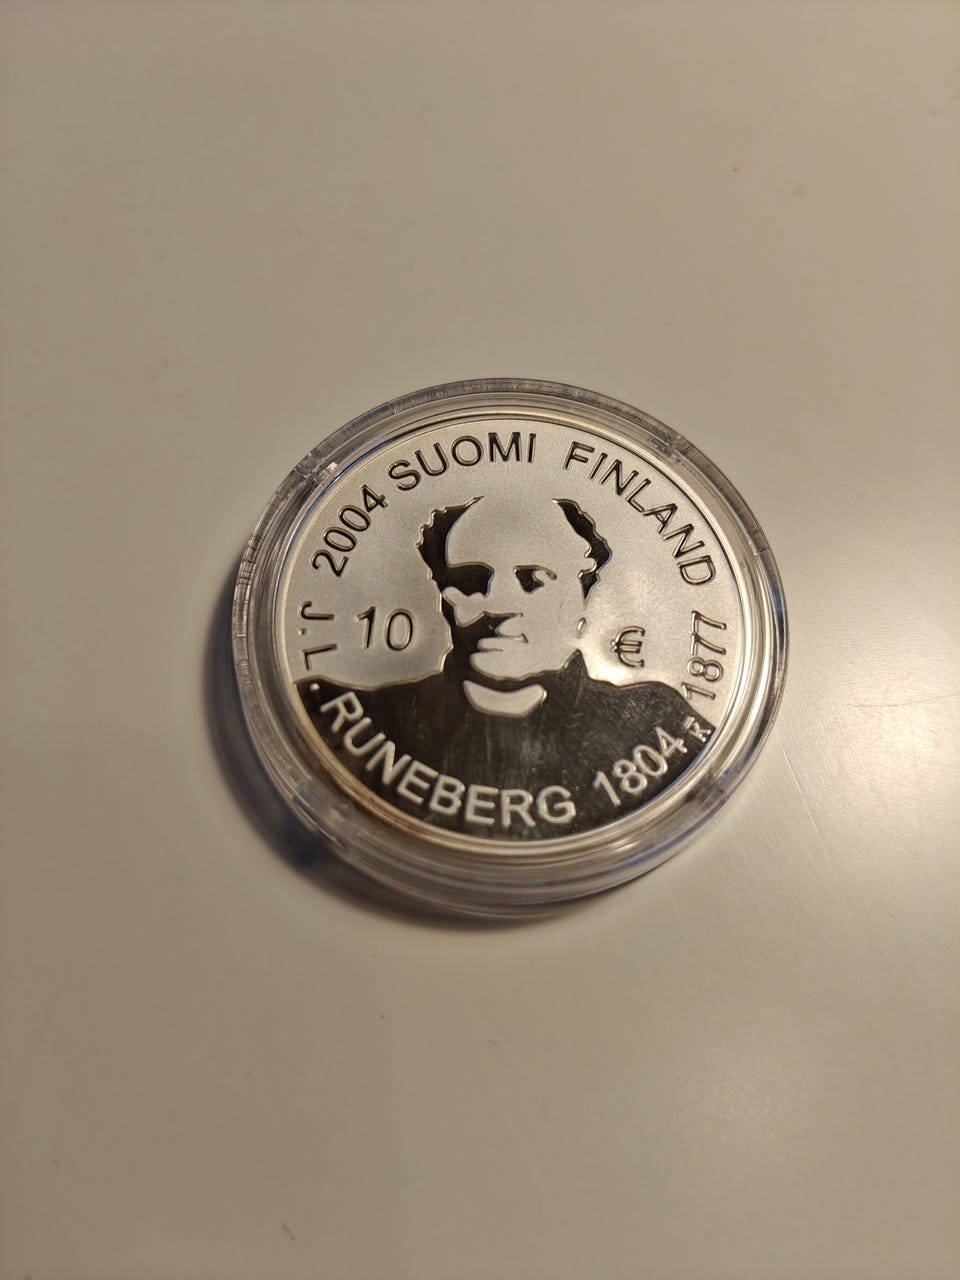 2004 SUOMI FINLAND
10 €
J.L. RUNEBERG 1804-1877
K